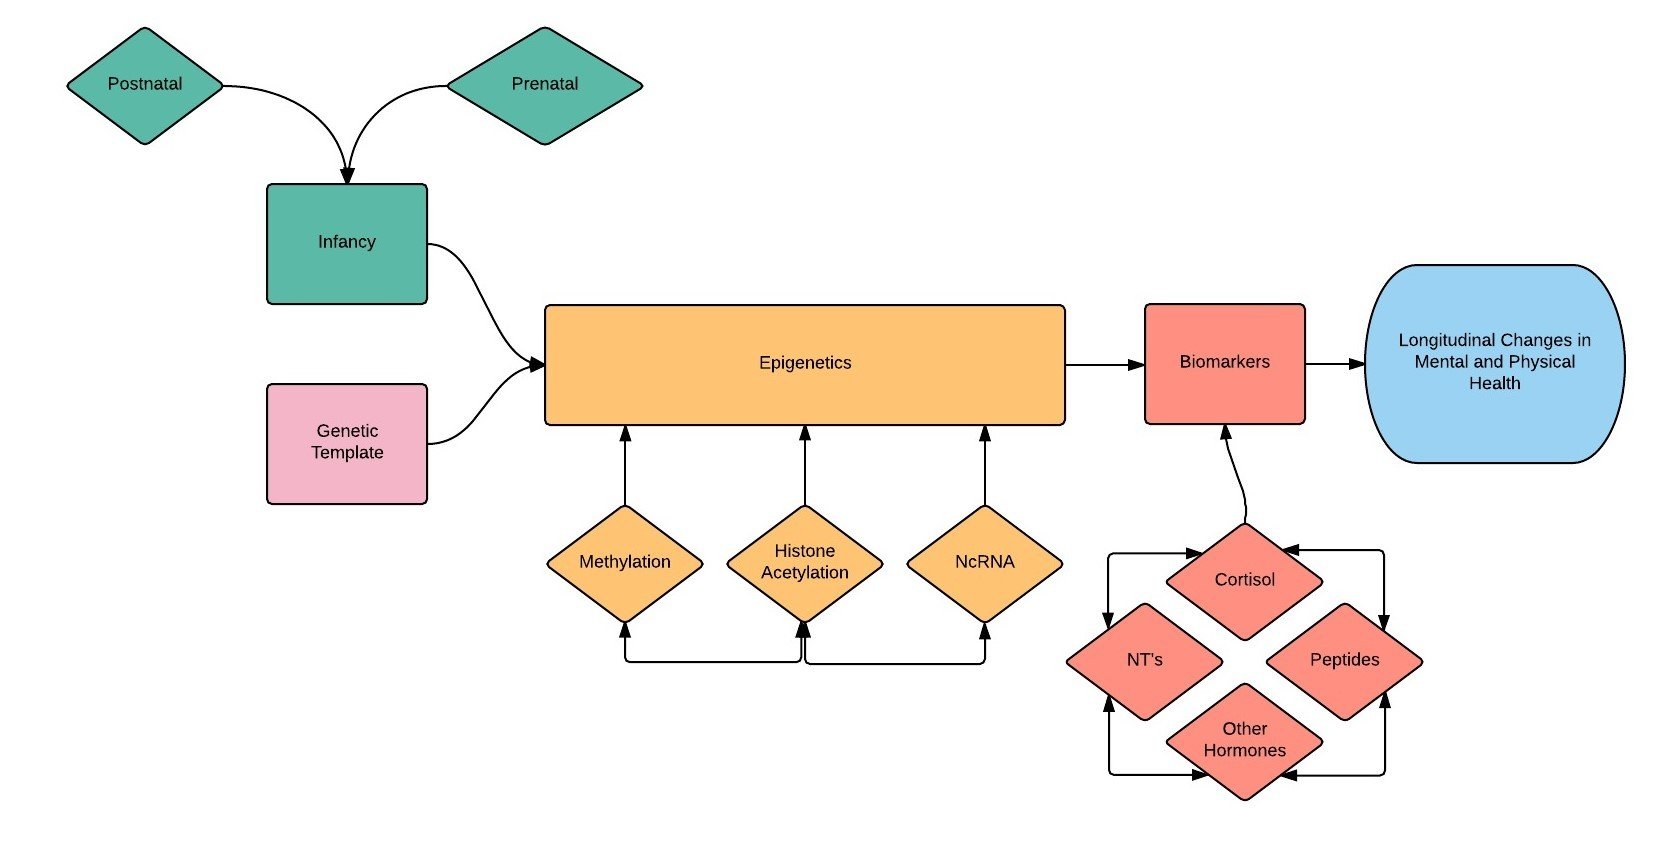 Postnatal
Prenatal
Infancy
Genetic
Template
Epigenetics
Biomarkers
Longitudinal Changes in
Mental and Physical
Health
Methylation
Histone
Acetylation
NcRNA
Cortisol
NT's
Peptides
Other
Hormones